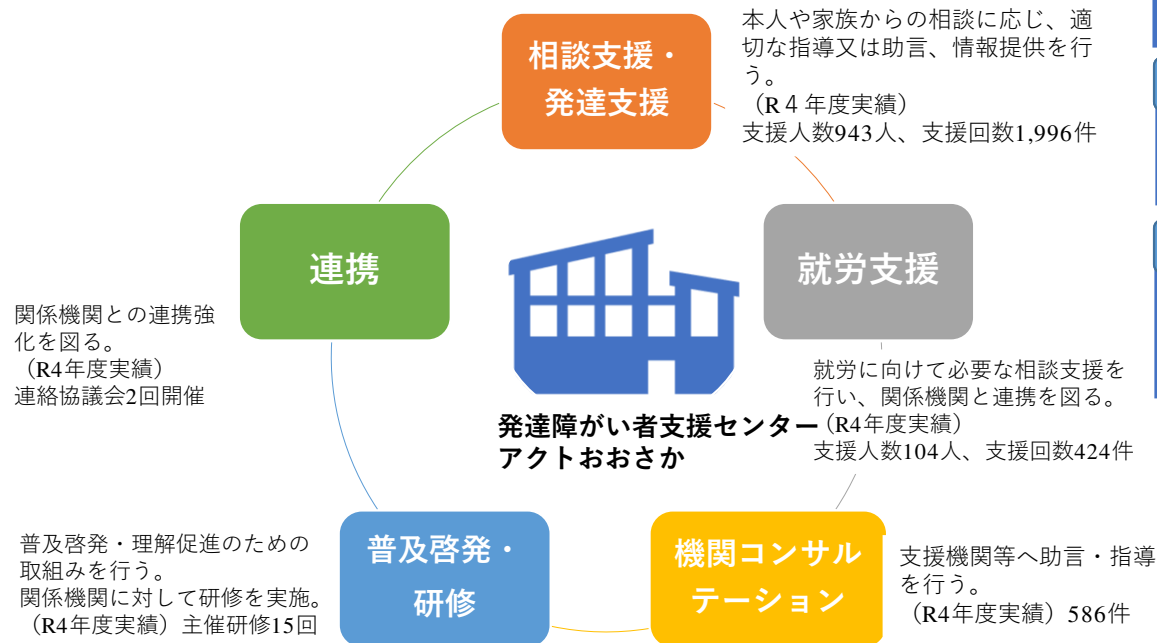 相談支援・
発達支援
本人や家族からの相談に応じ、適
切な指導又は助言、情報提供を行
う。
（R４年度実績）
支援人数943人、支援回数1,996件
連携
関係機関との連携強
化を図る。
（R4年度実績）
連絡協議会2回開催
就労支援
就労に向けて必要な相談支援を
行い、関係機関と連携を図る。
（R4年度実績）
支援人数104人、支援回数424件
発達障がい者支援センター
アクトおおさか
普及啓発・
研修
普及啓発・理解促進のための
取組みを行う。
関係機関に対して研修を実施。
（R4年度実績）主催研修15回
機関コンサル
テーション
支援機関等へ助言・指導
を行う。
（R4年度実績）586件